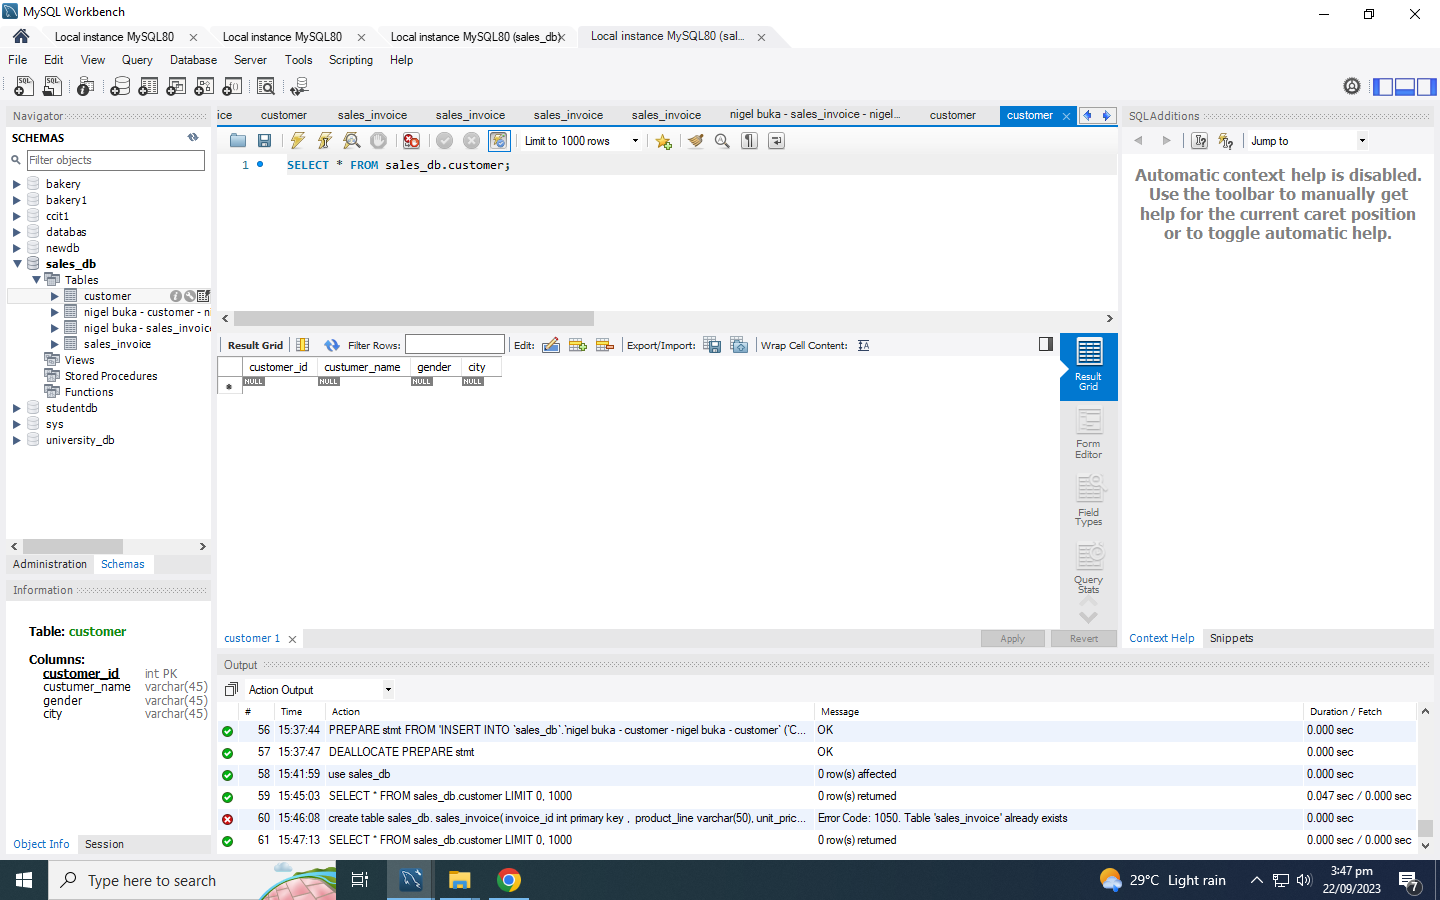 MySQL Workbench
Local instance MySQL80
Local instance MySQL80
Local instance MySQL80 (sales_db)
Local instance MySQL80 (sal...
File Edit View Query Database Server Tools Scripting Help
Navigator
SCHEMAS
Filter objects
bakery
bakery1
ccit1
databas
newdb
sales_db
Tables
customer
nigel buka - customer - n
nigel buka - sales_invoice
sales_invoice
Views
Stored Procedures
Functions
studentdb
sys
university_db
Administration Schemas
Information
Table: customer
Columns:
customer_id int PK
custumer_name varchar(45)
gender varchar(45)
city varchar(45)
Object Info Session
ice customer sales_invoice sales_invoice sales_invoice sales_invoice nigel buka - sales_invoice - nigel... customer customer
Limit to 1000 rows
1 SELECT * FROM sales_db.customer;
Result Grid Filter Rows: Edit: Export/Import: Wrap Cell Content:
customer_id custumer_name gender city
NULL NULL NULL NULL
Result Grid
Form Editor
Field Types
Query Stats
customer 1 Apply Revert
SQLAdditions
Jump to
Automatic context help is disabled.
Use the toolbar to manually get
help for the current caret position
or to toggle automatic help.
Context Help Snippets
Output
Action Output
# Time Action Message Duration / Fetch
56 15:37:44 PREPARE stmt FROM 'INSERT INTO `sales_db`.`nigel buka - customer - nigel buka - customer` (`C... OK 0.000 sec
57 15:37:47 DEALLOCATE PREPARE stmt OK 0.000 sec
58 15:41:59 use sales_db 0 row(s) affected 0.000 sec
59 15:45:03 SELECT * FROM sales_db.customer LIMIT 0, 1000 0 row(s) returned 0.047 sec / 0.000 sec
60 15:46:08 create table sales_db. sales_invoice( invoice_id int primary key , product_line varchar(50), unit_pric... Error Code: 1050. Table 'sales_invoice' already exists 0.000 sec
61 15:47:13 SELECT * FROM sales_db.customer LIMIT 0, 1000 0 row(s) returned 0.000 sec / 0.000 sec
Type here to search
29°C Light rain
3:47 pm
22/09/2023
7